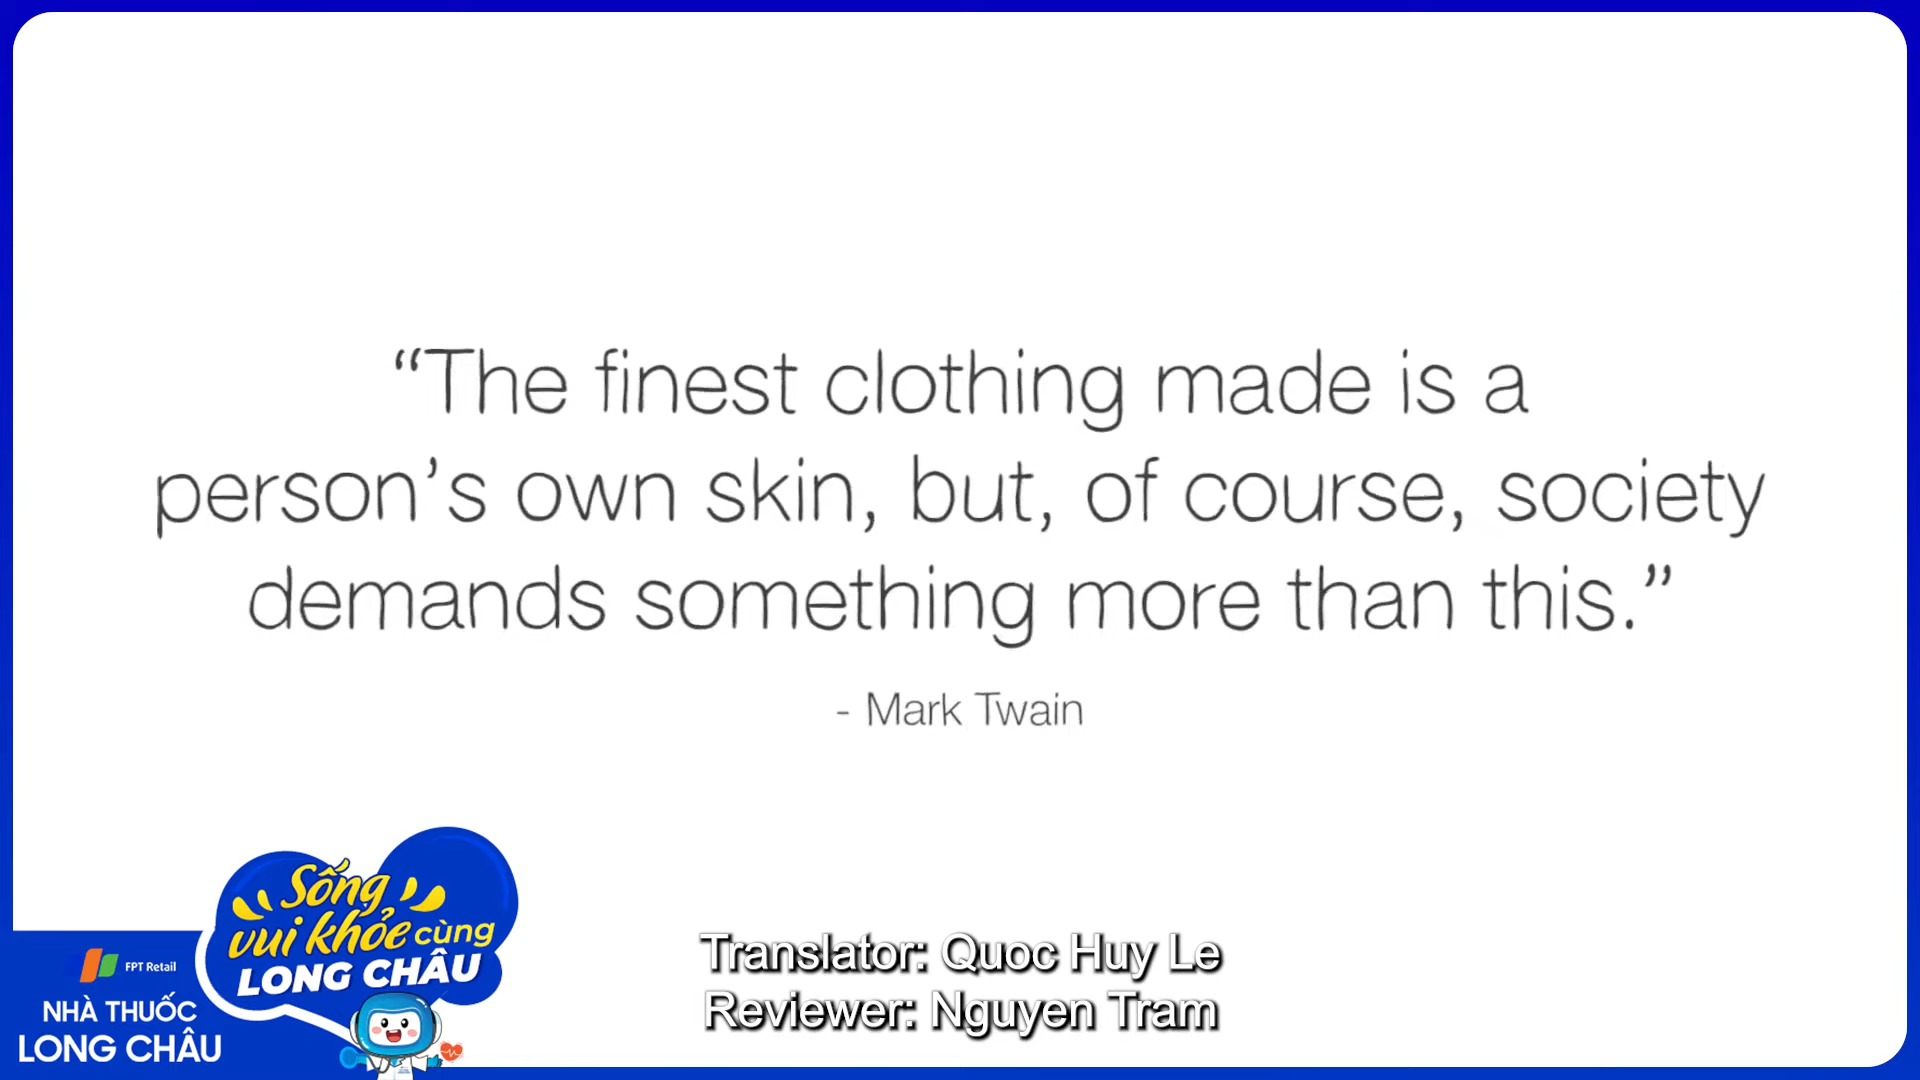 “The finest clothing made is a
person’s own skin, but, of course, society
demands something more than this.”
- Mark Twain
Sống
vui khỏe cùng
LONG CHÂU
FPT Retail
NHÀ THUỐC
LONG CHÂU
Translator: Quoc Huy Le
Reviewer: Nguyen Tram